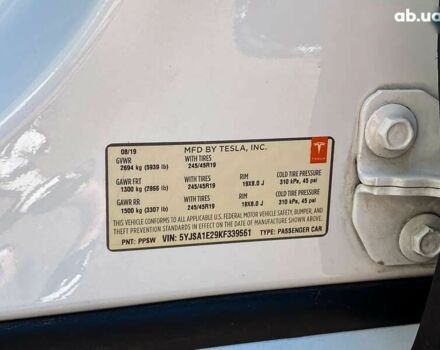 ab.ua
08/19 MFD BY TESLA, INC.
GVWR WITH TIRES
2694 kg (5939 lb) 245/45R19
TESLA
GAWR FRT WITH TIRES RIM COLD TIRE PRESSURE
1300 kg (2866 lb) 245/45R19 19X8.0 J 310 kPa, 45 psi
GAWR RR WITH TIRES RIM COLD TIRE PRESSURE
1500 kg (3307 lb) 245/45R19 19X8.0 J 310 kPa, 45 psi
THIS VEHICLE CONFORMS TO ALL APPLICABLE U.S. FEDERAL MOTOR VEHICLE SAFETY, BUMPER, AND
THEFT PREVENTION STANDARDS IN EFFECT ON THE DATE OF MANUFACTURE SHOWN ABOVE.
PNT: PPSW VIN: 5YJSA1E29KF339561 TYPE: PASSENGER CAR